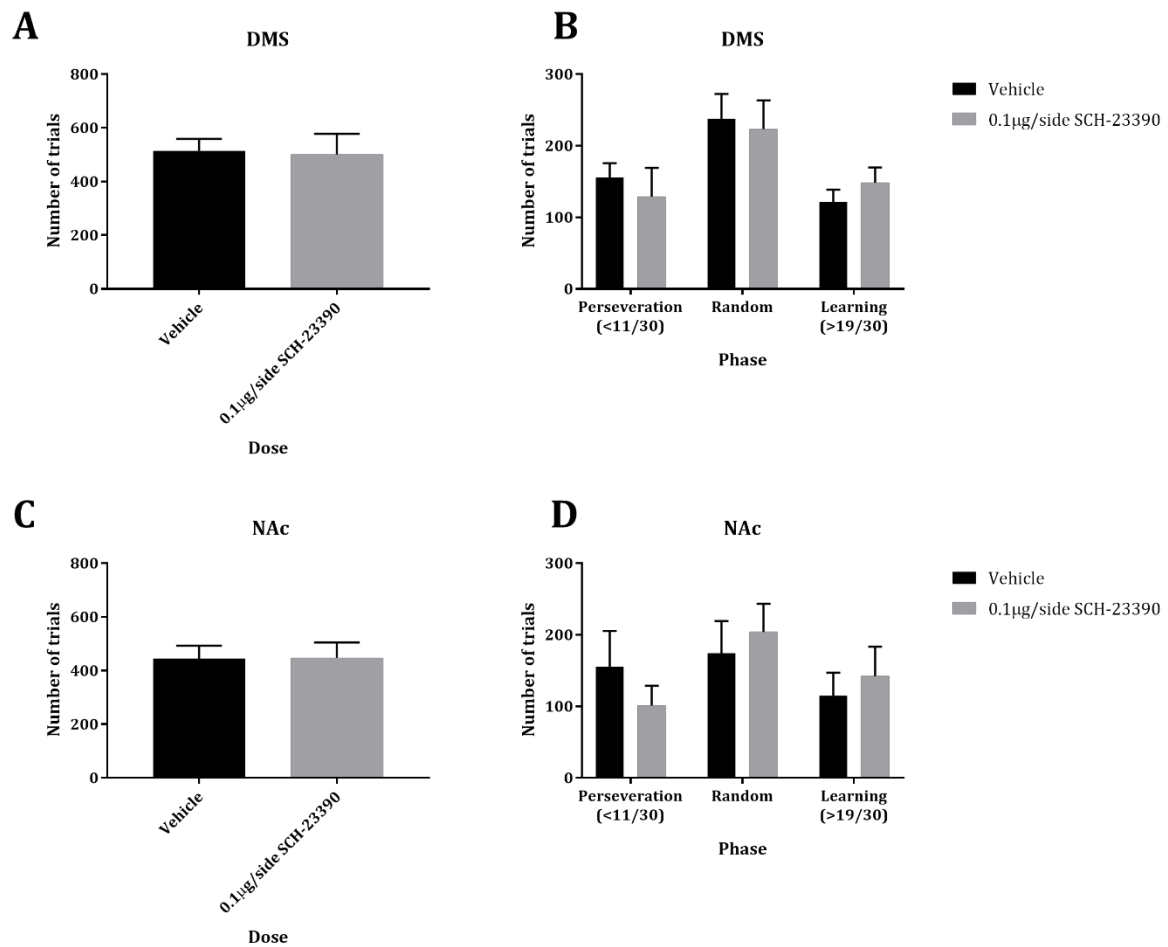 A
DMS
Number of trials
800
600
400
200
0
Vehicle
0.1µg/side SCH-23390
Dose
B
DMS
Number of trials
300
200
100
0
Perseveration
(<11/30)
Random
Learning
(>19/30)
Phase
Vehicle
0.1µg/side SCH-23390
C
NAc
Number of trials
800
600
400
200
0
Vehicle
0.1µg/side SCH-23390
Dose
D
NAc
Number of trials
300
200
100
0
Perseveration
(<11/30)
Random
Learning
(>19/30)
Phase
Vehicle
0.1µg/side SCH-23390